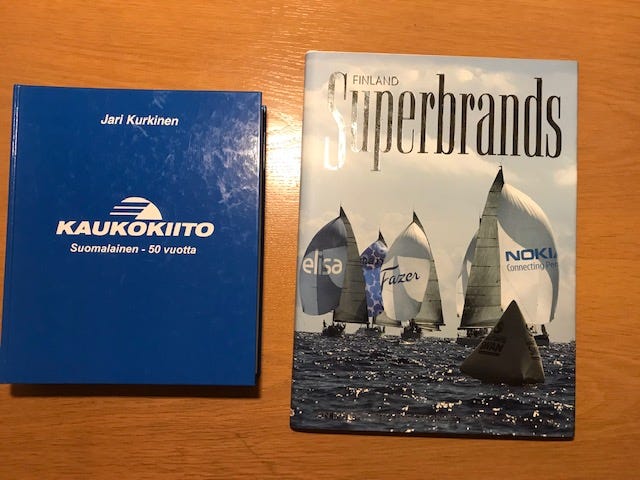 Jari Kurkinen
KAUKOKIITO
Suomalainen - 50 vuotta
FINLAND
Superbrands
elisa
Fazer
NOKIA
Connecting